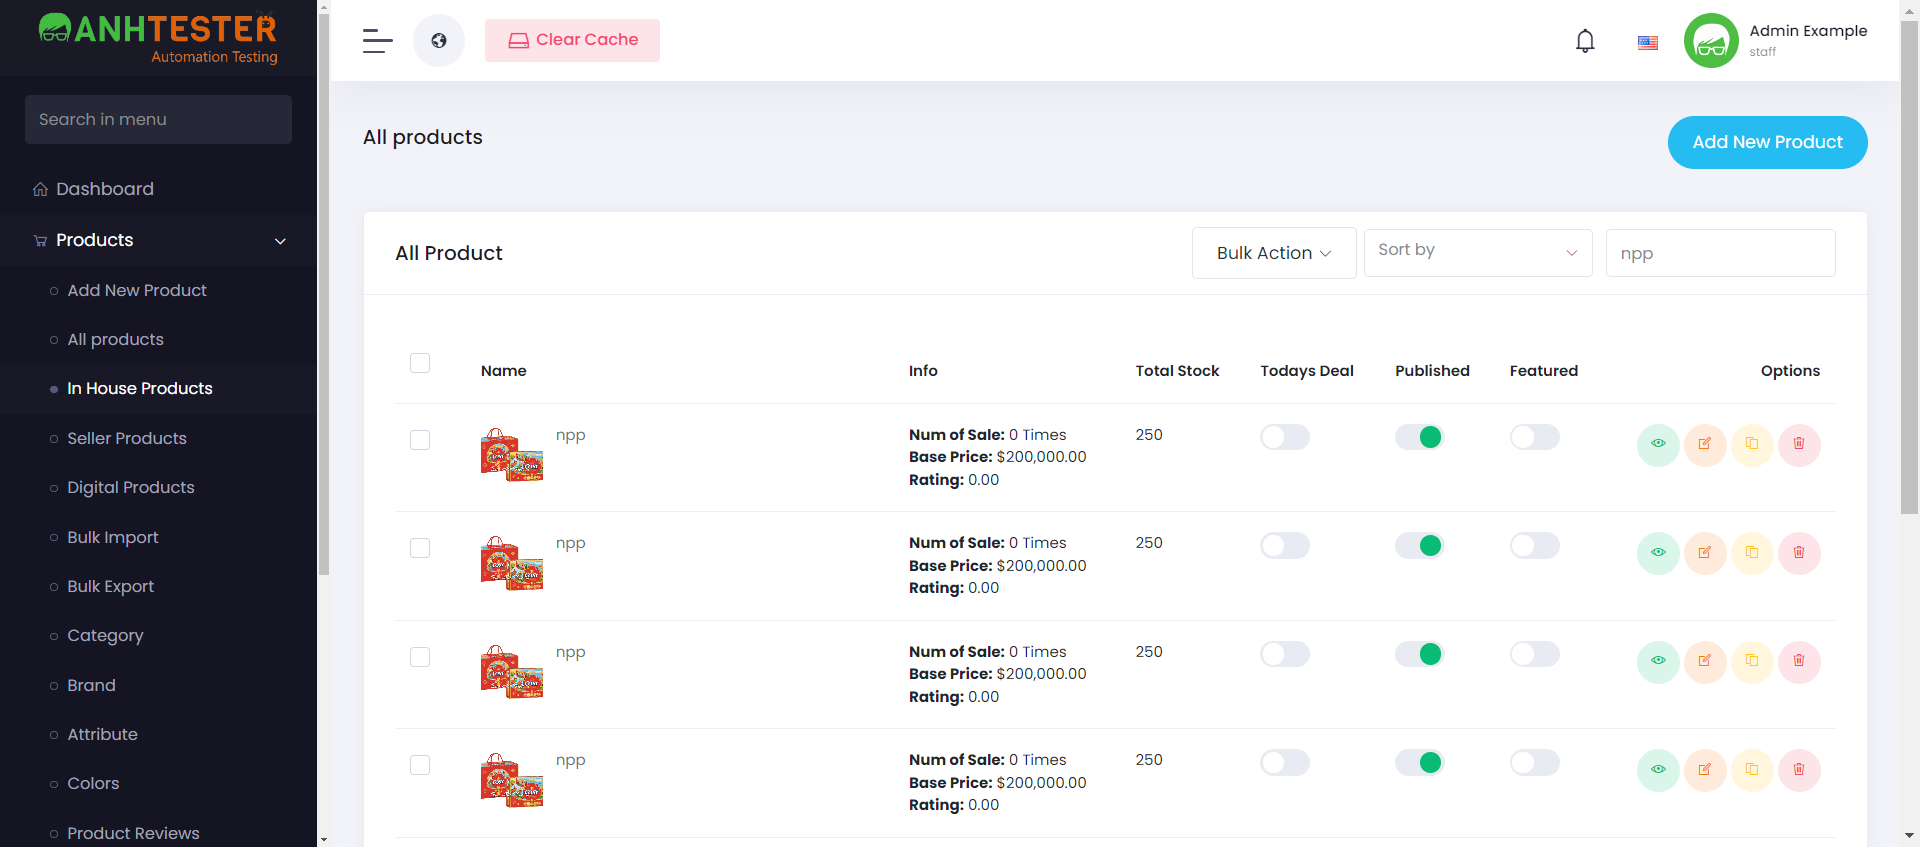 ANHTESTER
Automation Testing
Search in menu
Dashboard
Products
Add New Product
All products
In House Products
Seller Products
Digital Products
Bulk Import
Bulk Export
Category
Brand
Attribute
Colors
Product Reviews
Clear Cache
Admin Example
staff
All products
Add New Product
All Product
Bulk Action
Sort by
npp
Name Info Total Stock Todays Deal Published Featured Options
npp
Num of Sale: 0 Times
Base Price: $200,000.00
Rating: 0.00
250
npp
Num of Sale: 0 Times
Base Price: $200,000.00
Rating: 0.00
250
npp
Num of Sale: 0 Times
Base Price: $200,000.00
Rating: 0.00
250
npp
Num of Sale: 0 Times
Base Price: $200,000.00
Rating: 0.00
250